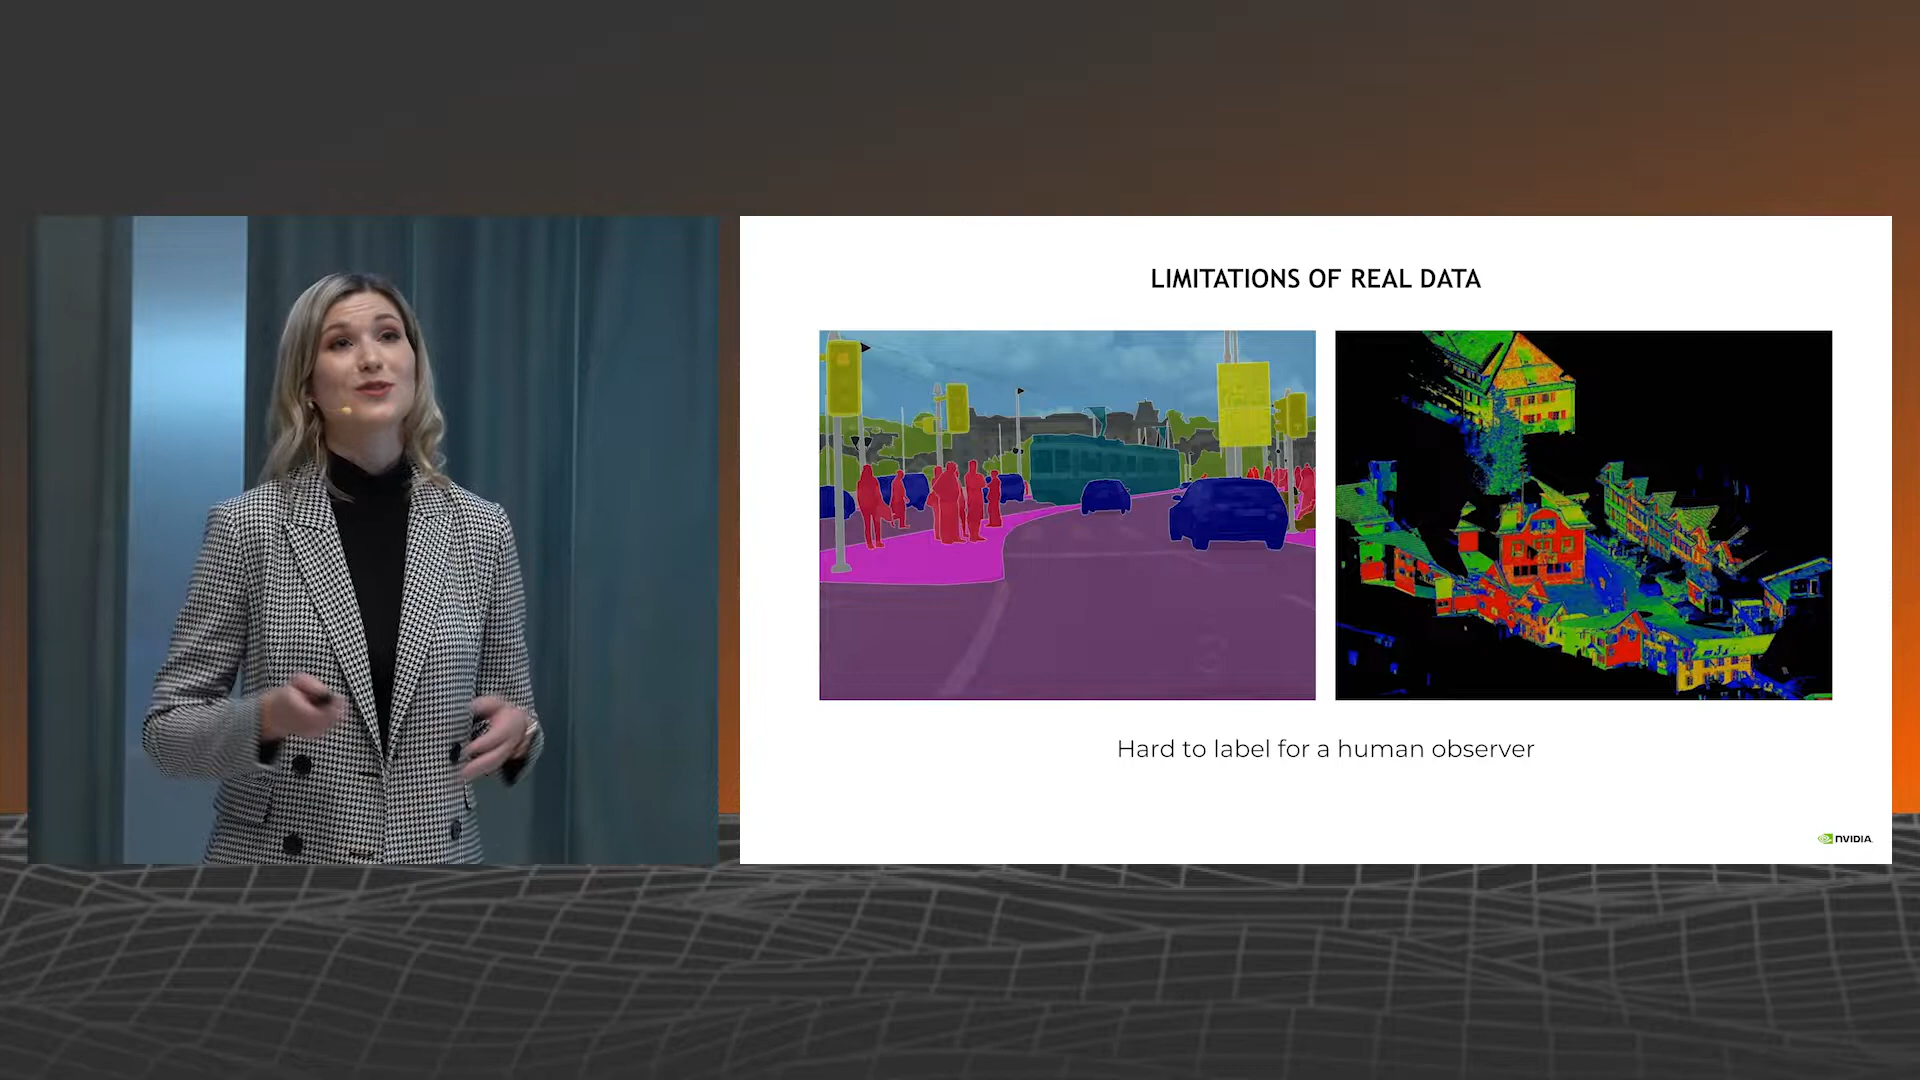 LIMITATIONS OF REAL DATA
Hard to label for a human observer
NVIDIA